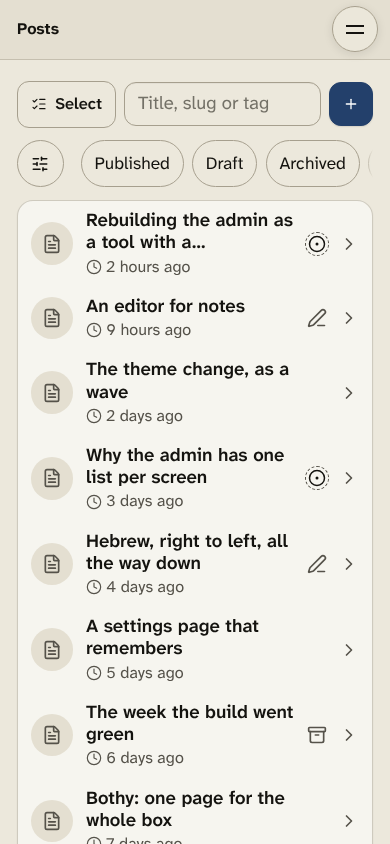 Posts
Select
Title, slug or tag
Published
Draft
Archived
Rebuilding the admin as
a tool with a...
2 hours ago
An editor for notes
9 hours ago
The theme change, as a
wave
2 days ago
Why the admin has one
list per screen
3 days ago
Hebrew, right to left, all
the way down
4 days ago
A settings page that
remembers
5 days ago
The week the build went
green
6 days ago
Bothy: one page for the
whole box
7 days ago